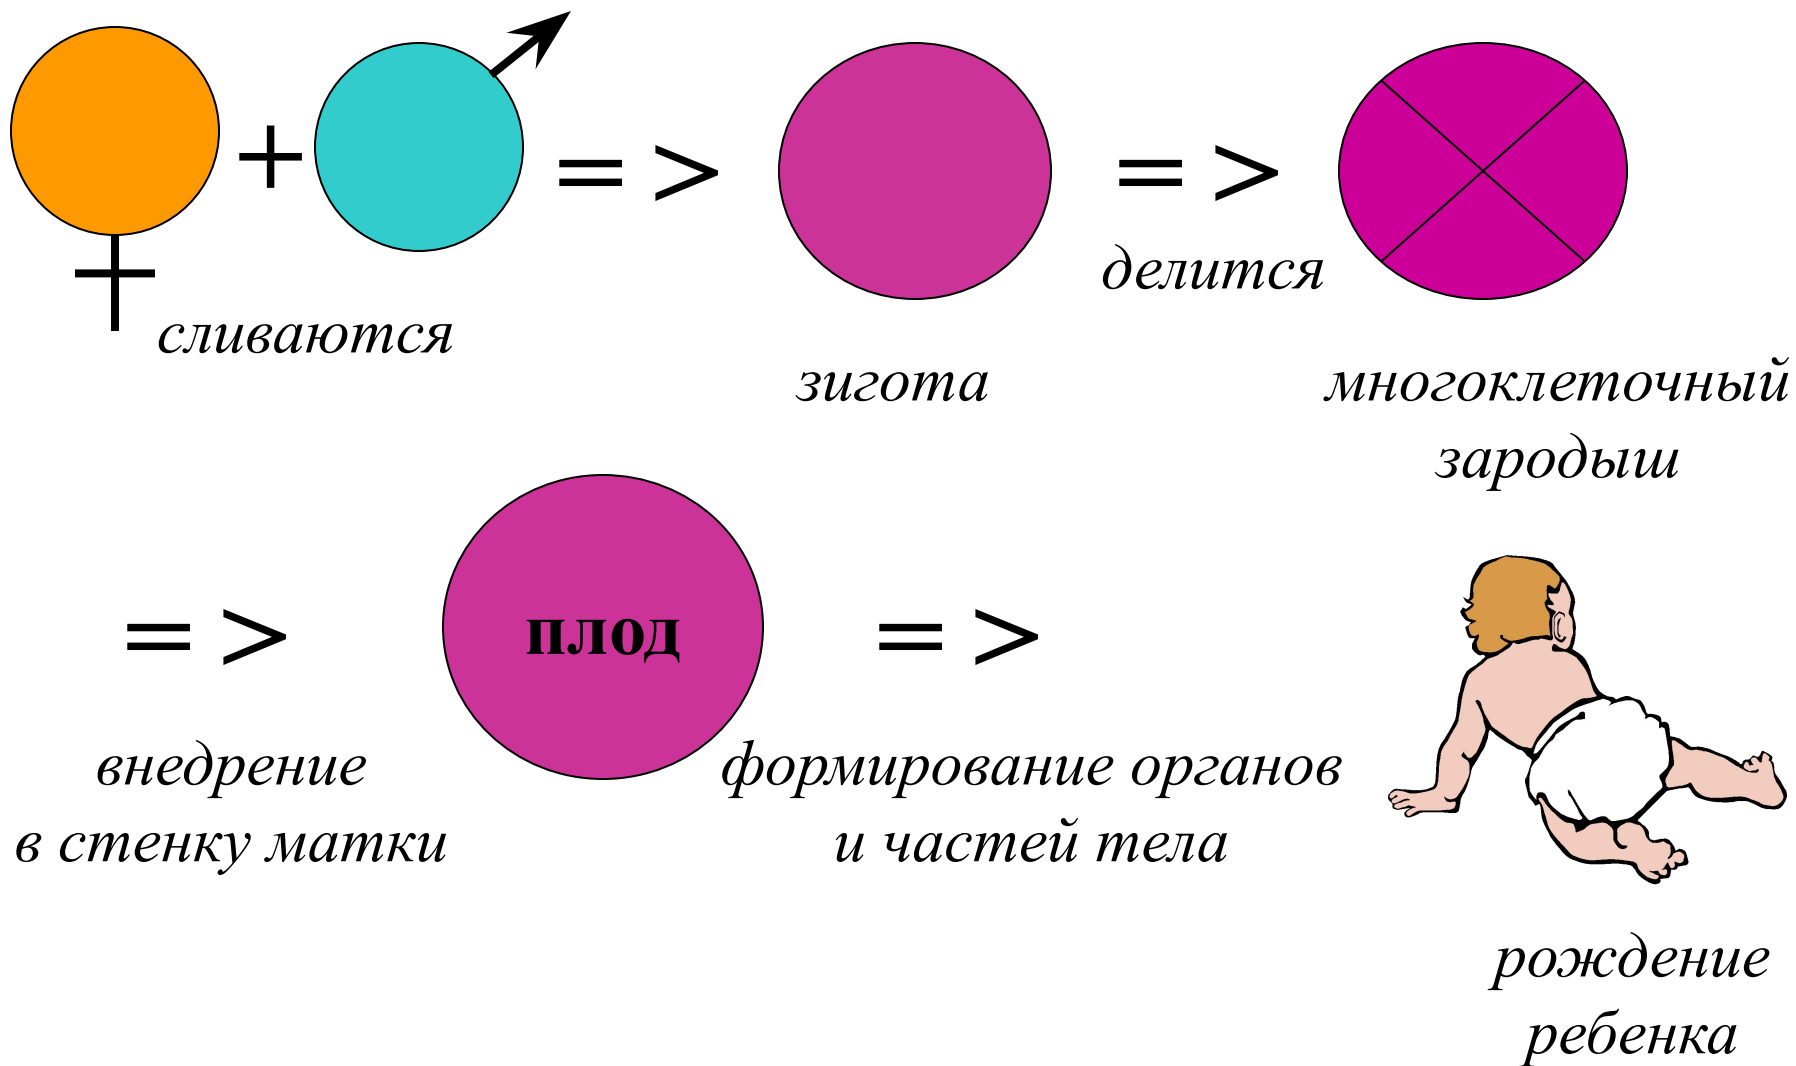 + => =>
делится
сливаются
зигота
многоклеточный
зародыш
=> плод =>
внедрение
в стенку матки
формирование органов
и частей тела
рождение
ребенка